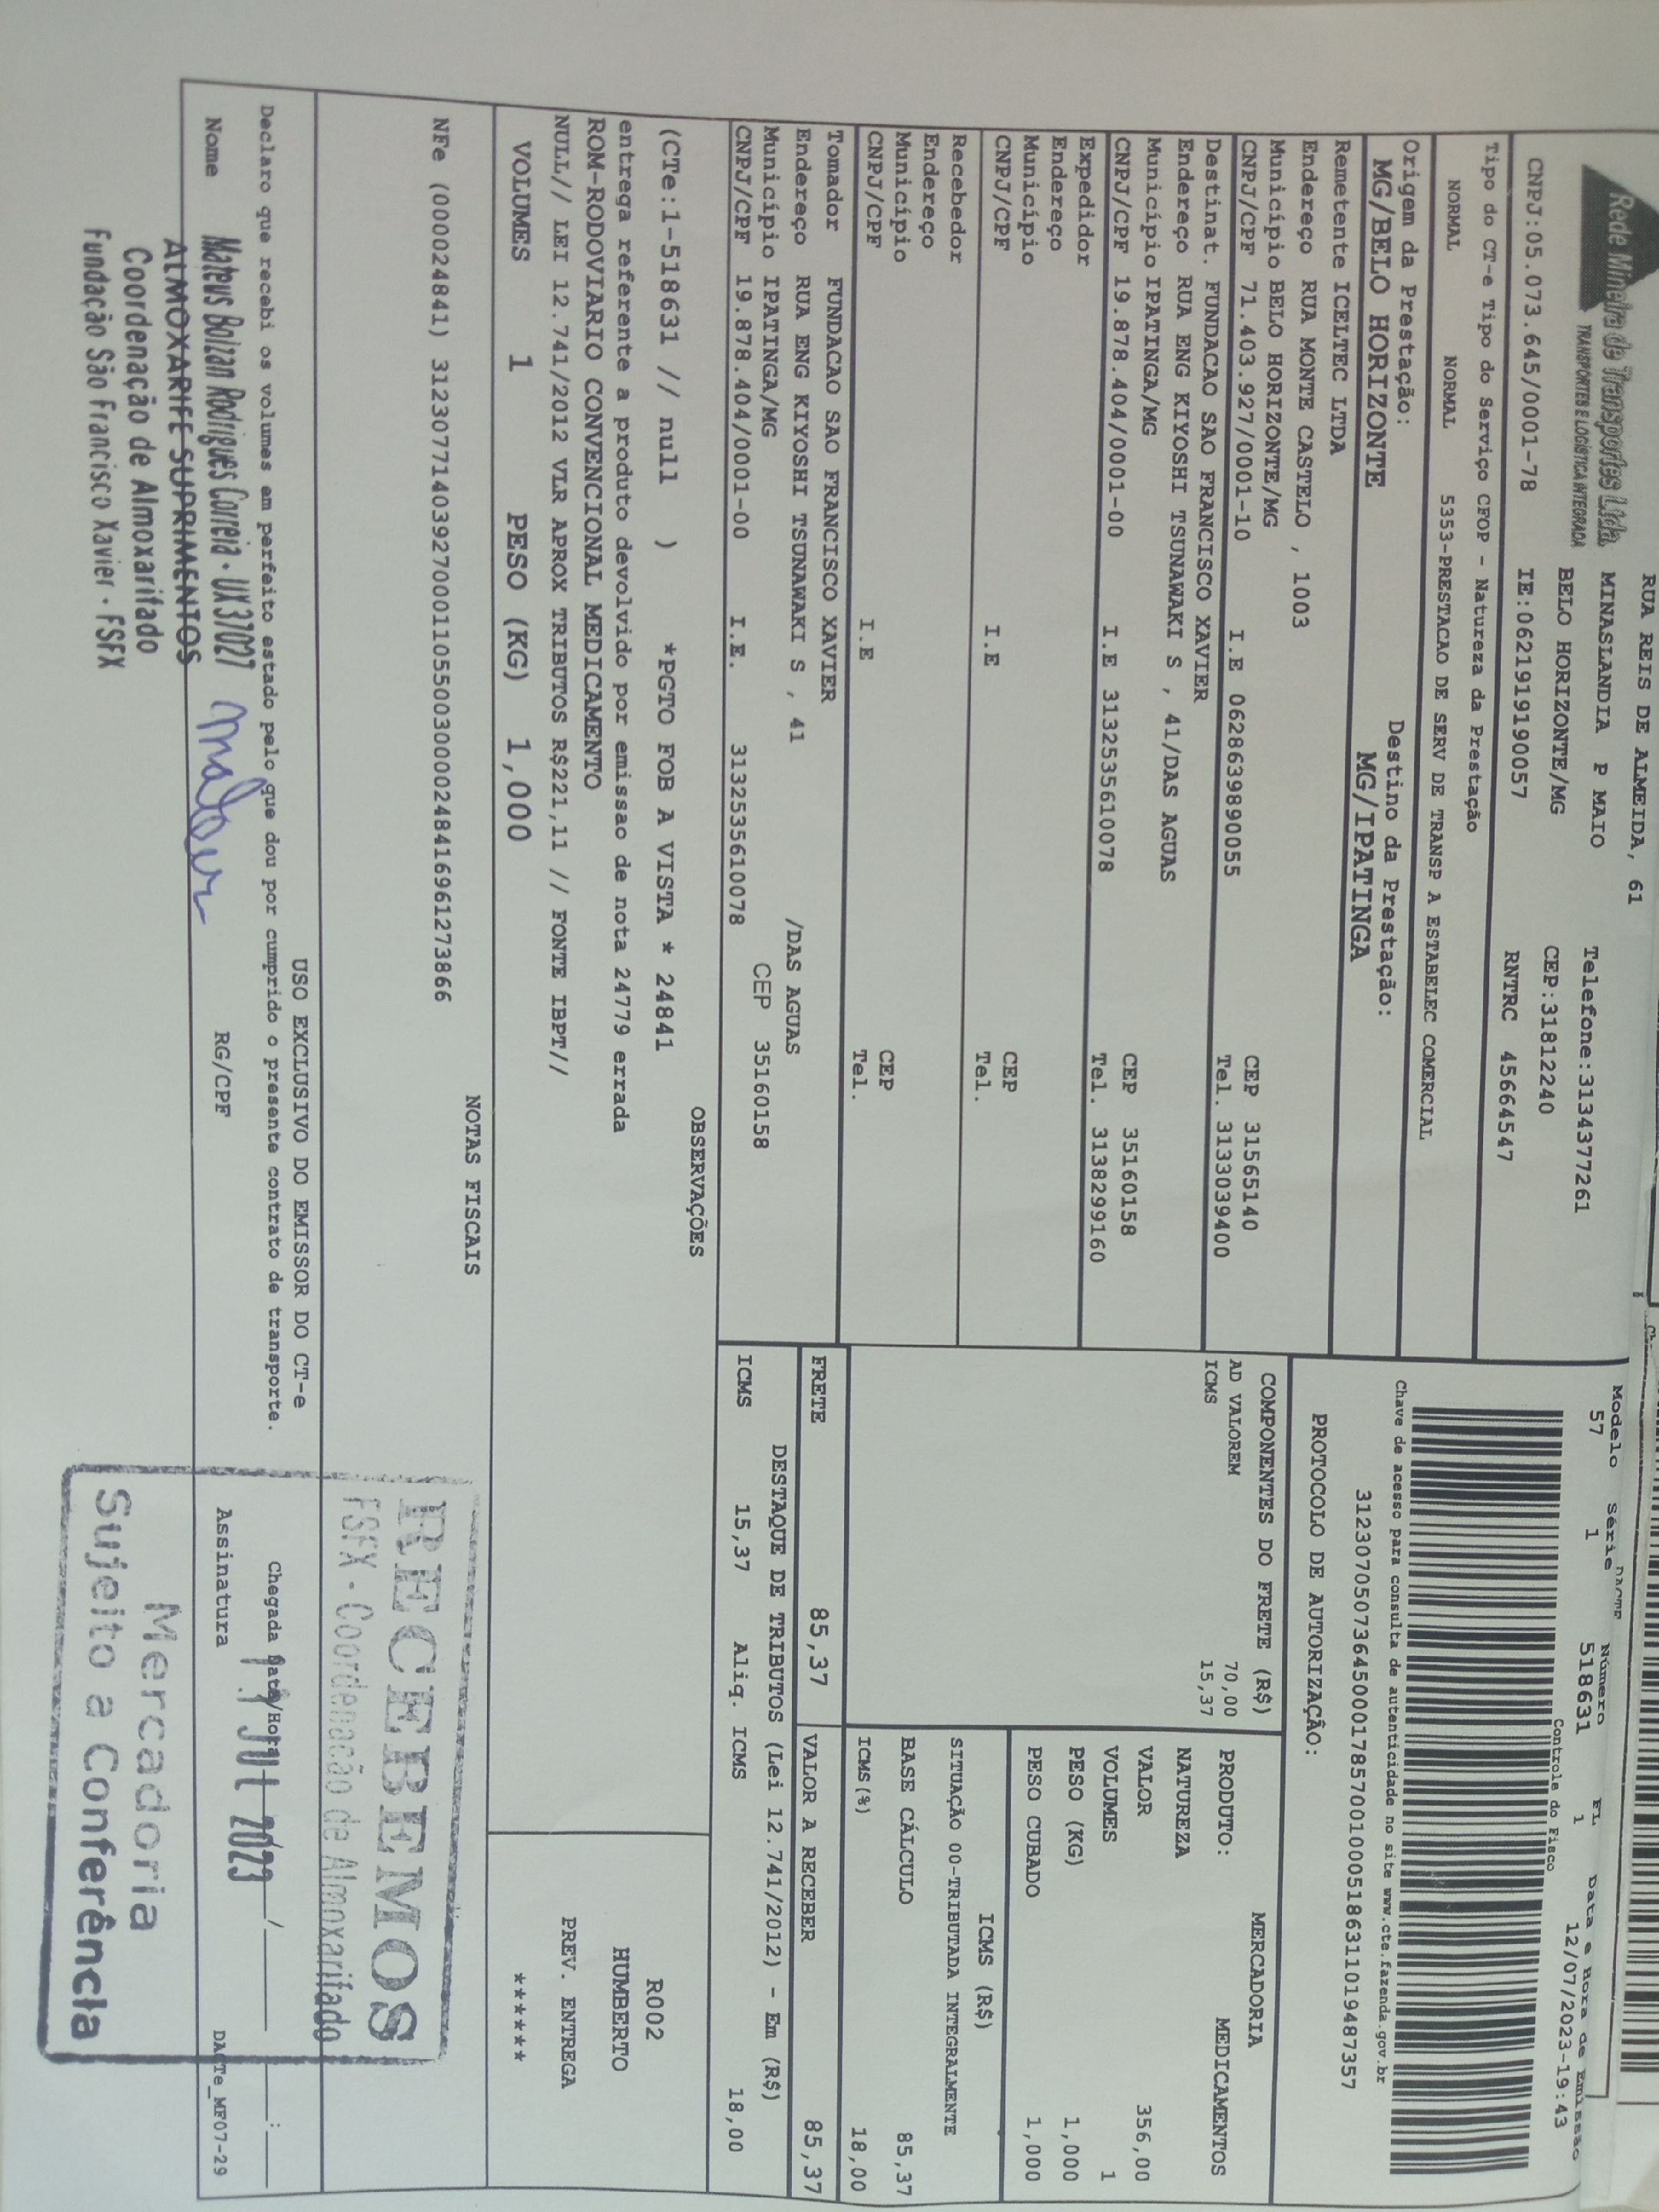 Rede Mineira de Transportes Ltda.
TRANSPORTES E LOGÍSTICA INTEGRADA
RUA REIS DE ALMEIDA, 61
MINASLANDIA P MAIO Telefone:3134377261
BELO HORIZONTE/MG CEP:31812240
CNPJ:05.073.645/0001-78 IE:0621919190057 RNTRC 45664547
DACTE
Modelo Série Número FL Data e Hora de Emissão
57 1 518631 1 12/07/2023-19:43
Controle do Fisco
Tipo do CT-e Tipo do Serviço CFOP - Natureza da Prestação
NORMAL NORMAL 5353-PRESTACAO DE SERV DE TRANSP A ESTABELEC COMERCIAL
Chave de acesso para consulta de autenticidade no site www.cte.fazenda.gov.br
31230705073645000178570010005186311019487357
PROTOCOLO DE AUTORIZAÇÃO:
Origem da Prestação: Destino da Prestação:
MG/BELO HORIZONTE MG/IPATINGA
Remetente ICELTEC LTDA
Endereço RUA MONTE CASTELO , 1003
Município BELO HORIZONTE/MG CEP 31565140
CNPJ/CPF 71.403.927/0001-10 I.E 0628639890055 Tel. 3133039400
Destinat. FUNDACAO SAO FRANCISCO XAVIER
Endereço RUA ENG KIYOSHI TSUNAWAKI S , 41/DAS AGUAS
Município IPATINGA/MG CEP 35160158
CNPJ/CPF 19.878.404/0001-00 I.E 3132535610078 Tel. 3138299160
Expedidor
Endereço
Município CEP
CNPJ/CPF I.E Tel.
Recebedor
Endereço
Município CEP
CNPJ/CPF I.E Tel.
Tomador FUNDACAO SAO FRANCISCO XAVIER
Endereço RUA ENG KIYOSHI TSUNAWAKI S , 41 /DAS AGUAS
Município IPATINGA/MG CEP 35160158
CNPJ/CPF 19.878.404/0001-00 I.E. 3132535610078
COMPONENTES DO FRETE (R$)
AD VALOREM 70,00
ICMS 15,37
MERCADORIA
PRODUTO: MEDICAMENTOS
NATUREZA
VALOR 356,00
VOLUMES 1
PESO (KG) 1,000
PESO CUBADO 1,000
ICMS (R$)
SITUAÇÃO 00-TRIBUTADA INTEGRALMENTE
BASE CÁLCULO 85,37
ICMS(%) 18,00
FRETE 85,37 VALOR A RECEBER 85,37
DESTAQUE DE TRIBUTOS (Lei 12.741/2012) - Em (R$)
ICMS 15,37 Aliq. ICMS 18,00
OBSERVAÇÕES
(CTe:1-518631 // null ) *PGTO FOB A VISTA * 24841
entrega referente a produto devolvido por emissao de nota 24779 errada
ROM-RODOVIARIO CONVENCIONAL MEDICAMENTO
NULL// LEI 12.741/2012 VLR APROX TRIBUTOS R$221,11 // FONTE IBPT//
R002
HUMBERTO
PREV. ENTREGA
******
VOLUMES 1 PESO (KG) 1,000
NOTAS FISCAIS
NFe (000024841) 31230771403927000110550030000248416961273866
RECEBEMOS
FSFX - Coordenação de Almoxarifado
USO EXCLUSIVO DO EMISSOR DO CT-e
Declaro que recebi os volumes em perfeito estado pelo que dou por cumprido o presente contrato de transporte.
Chegada Data/Hora / :
JUL 2023
Nome RG/CPF Assinatura DACTe_MF07-29
Mateus Bolzan Rodrigues Correia - UX37027
ALMOXARIFE SUPRIMENTOS
Coordenação de Almoxarifado
Fundação São Francisco Xavier - FSFX
Mercadoria
Sujeito a Conferência